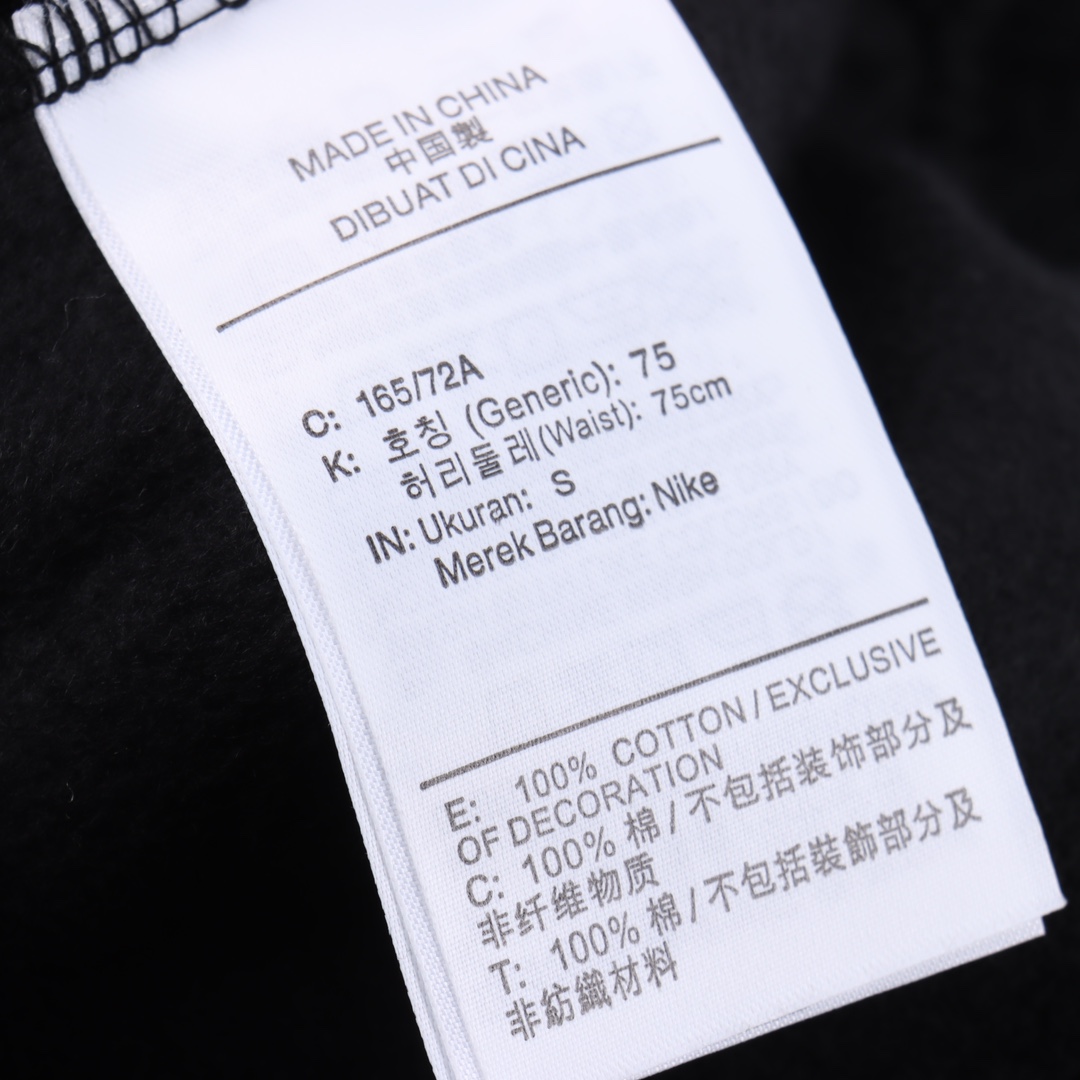 MADE IN CHINA
中国製
DIBUAT DI CINA
C: 165/72A
K: 호칭 (Generic): 75
허리둘레(Waist): 75cm
IN: Ukuran: S
Merek Barang: Nike
E: 100% COTTON / EXCLUSIVE
OF DECORATION
C: 100% 棉 / 不包括装饰部分及
非纤维物质
T: 100% 棉 / 不包括裝飾部分及
非紡織材料